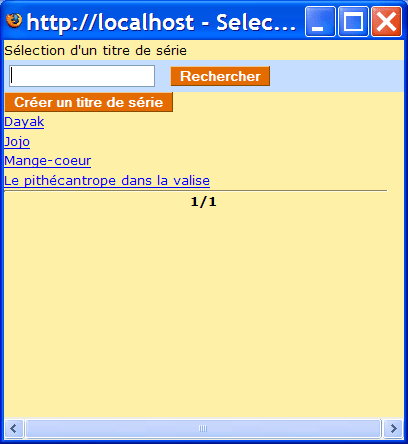 http://localhost - Selec...
Sélection d'un titre de série
Rechercher
Créer un titre de série
Dayak
Jojo
Mange-coeur
Le pithécantrope dans la valise
1/1